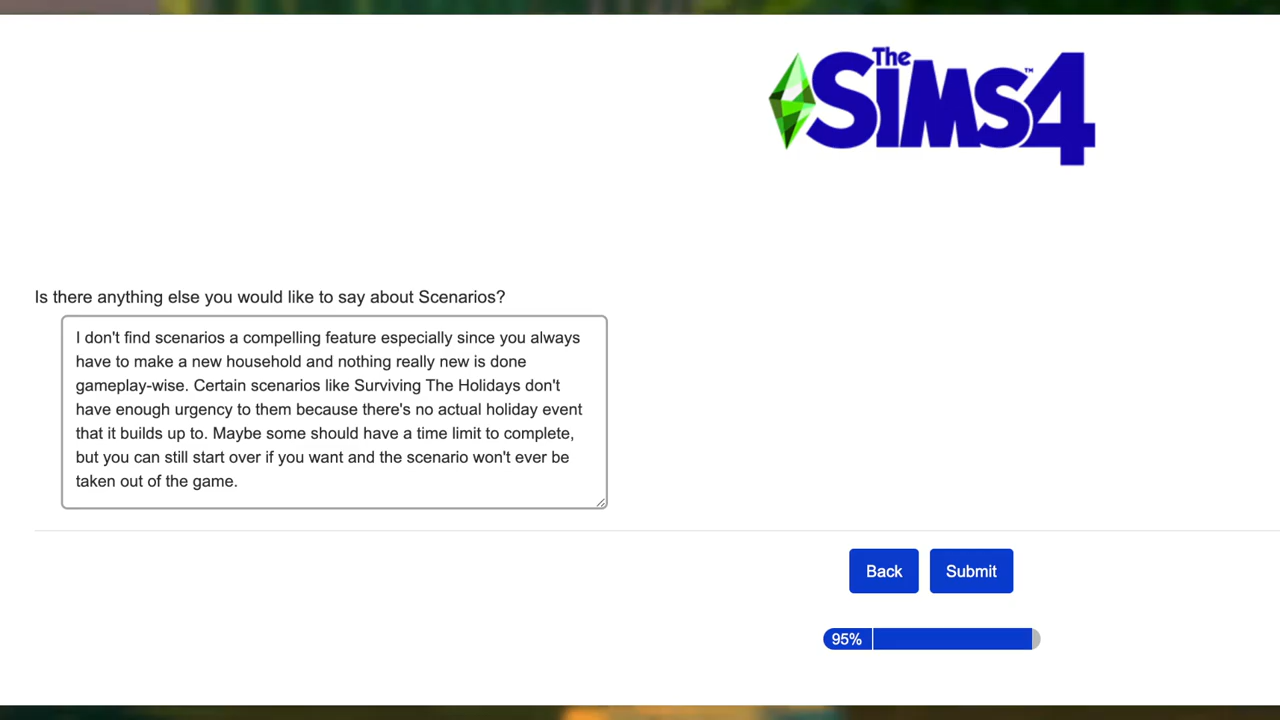 The
SIMS 4™
Is there anything else you would like to say about Scenarios?
I don't find scenarios a compelling feature especially since you always
have to make a new household and nothing really new is done
gameplay-wise. Certain scenarios like Surviving The Holidays don't
have enough urgency to them because there's no actual holiday event
that it builds up to. Maybe some should have a time limit to complete,
but you can still start over if you want and the scenario won't ever be
taken out of the game.
Back Submit
95%